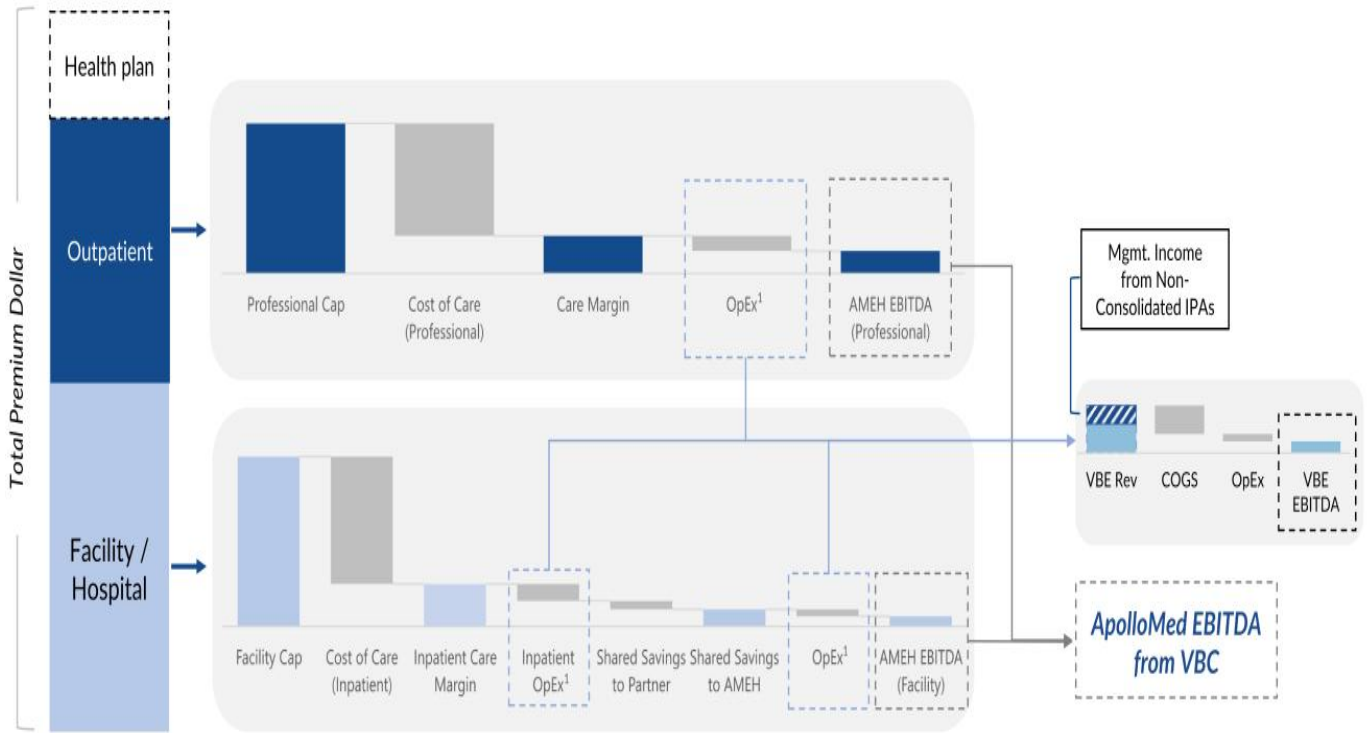 Total Premium Dollar
Health plan
Outpatient
Facility /
Hospital
Professional Cap
Cost of Care
(Professional)
Care Margin
OpEx¹
AMEH EBITDA
(Professional)
Facility Cap
Cost of Care
(Inpatient)
Inpatient Care
Margin
Inpatient
OpEx¹
Shared Savings
to Partner
Shared Savings
to AMEH
OpEx¹
AMEH EBITDA
(Facility)
Mgmt. Income
from Non-
Consolidated IPAs
VBE Rev
COGS
OpEx
VBE
EBITDA
ApolloMed EBITDA
from VBC